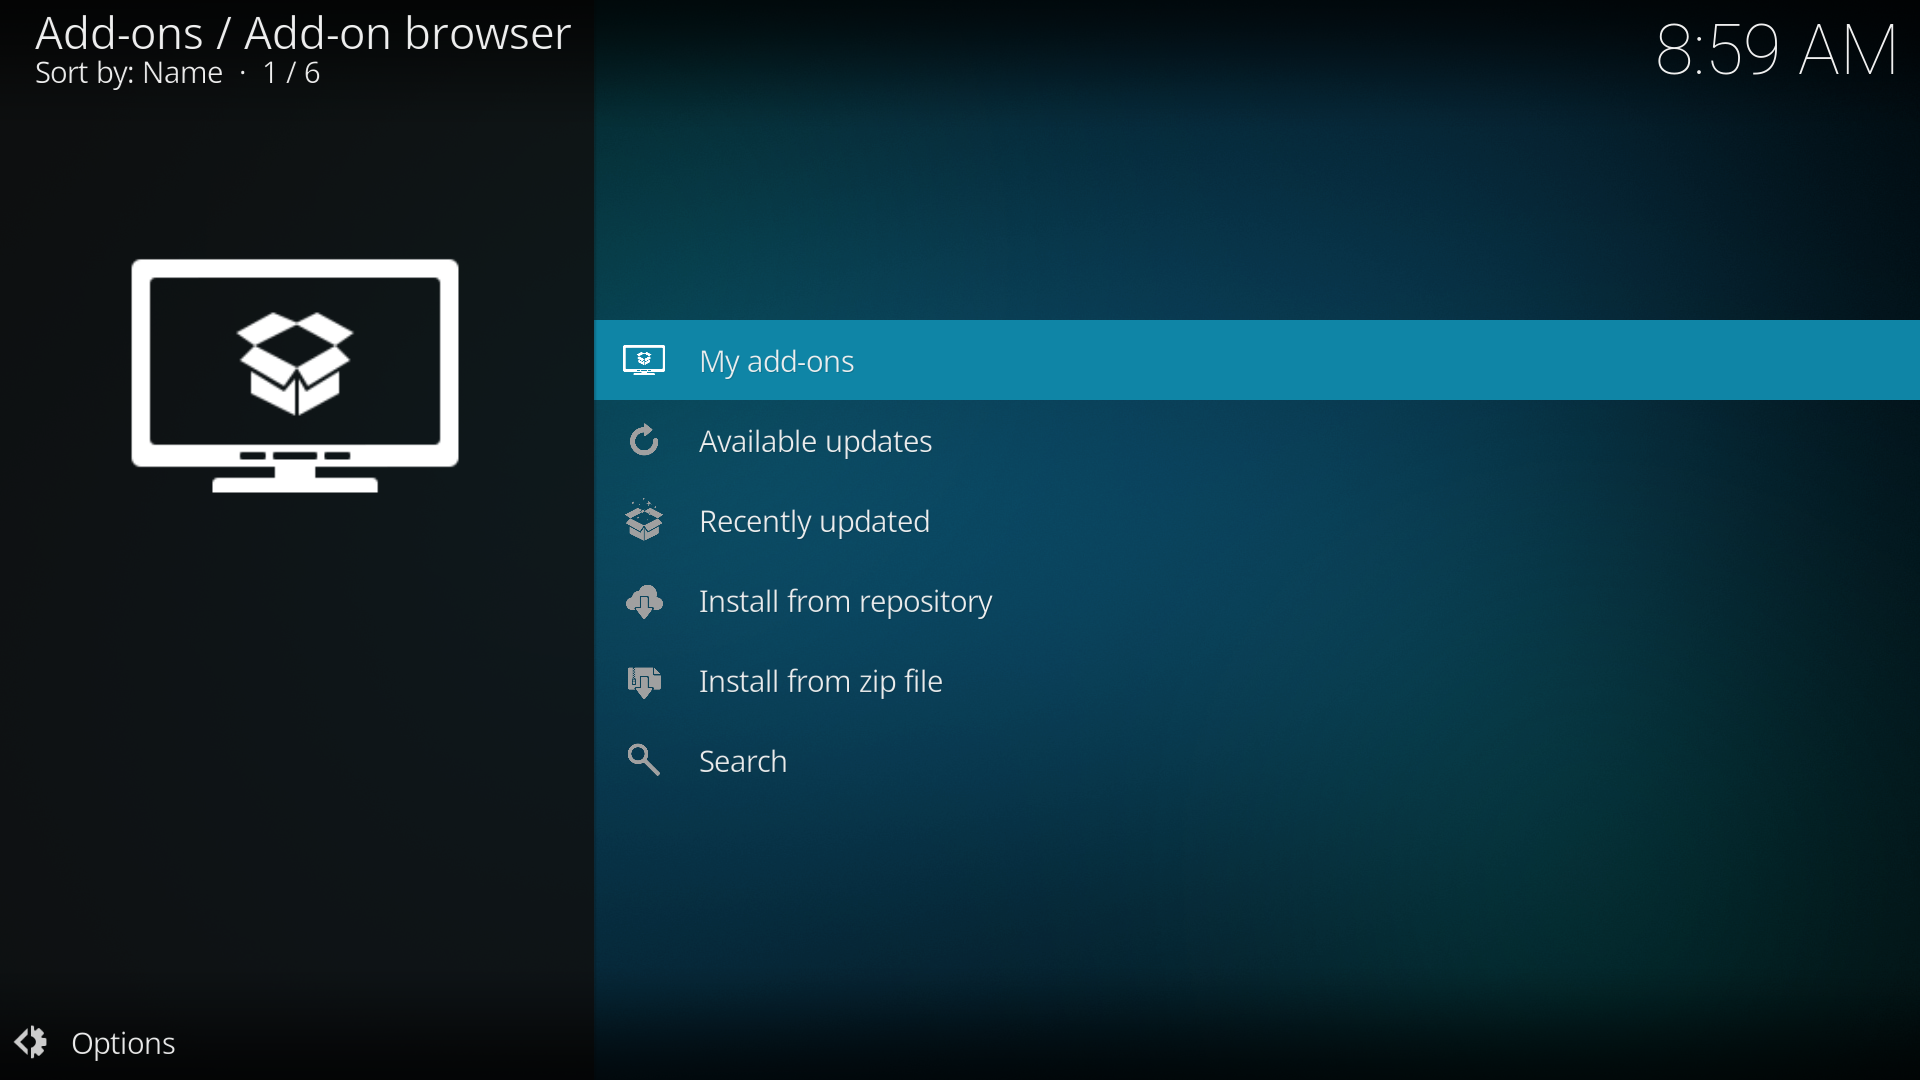 Add-ons / Add-on browser
Sort by: Name · 1 / 6
8:59 AM
My add-ons
Available updates
Recently updated
Install from repository
Install from zip file
Search
Options